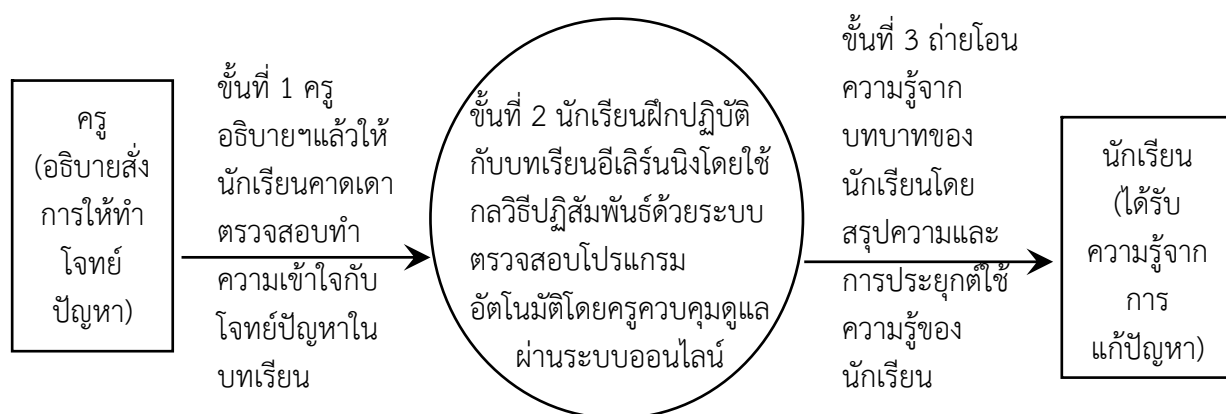 ครู
(อธิบายสั่ง
การให้ทำ
โจทย์
ปัญหา)
ขั้นที่ 1 ครู
อธิบายฯแล้วให้
นักเรียนคาดเดา
ตรวจสอบทำ
ความเข้าใจกับ
โจทย์ปัญหาใน
บทเรียน
ขั้นที่ 2 นักเรียนฝึกปฏิบัติ
กับบทเรียนอีเลิร์นนิงโดยใช้
กลวิธีปฏิสัมพันธ์ด้วยระบบ
ตรวจสอบโปรแกรม
อัตโนมัติโดยครูควบคุมดูแล
ผ่านระบบออนไลน์
ขั้นที่ 3 ถ่ายโอน
ความรู้จาก
บทบาทของ
นักเรียนโดย
สรุปความและ
การประยุกต์ใช้
ความรู้ของ
นักเรียน
นักเรียน
(ได้รับ
ความรู้จาก
การ
แก้ปัญหา)